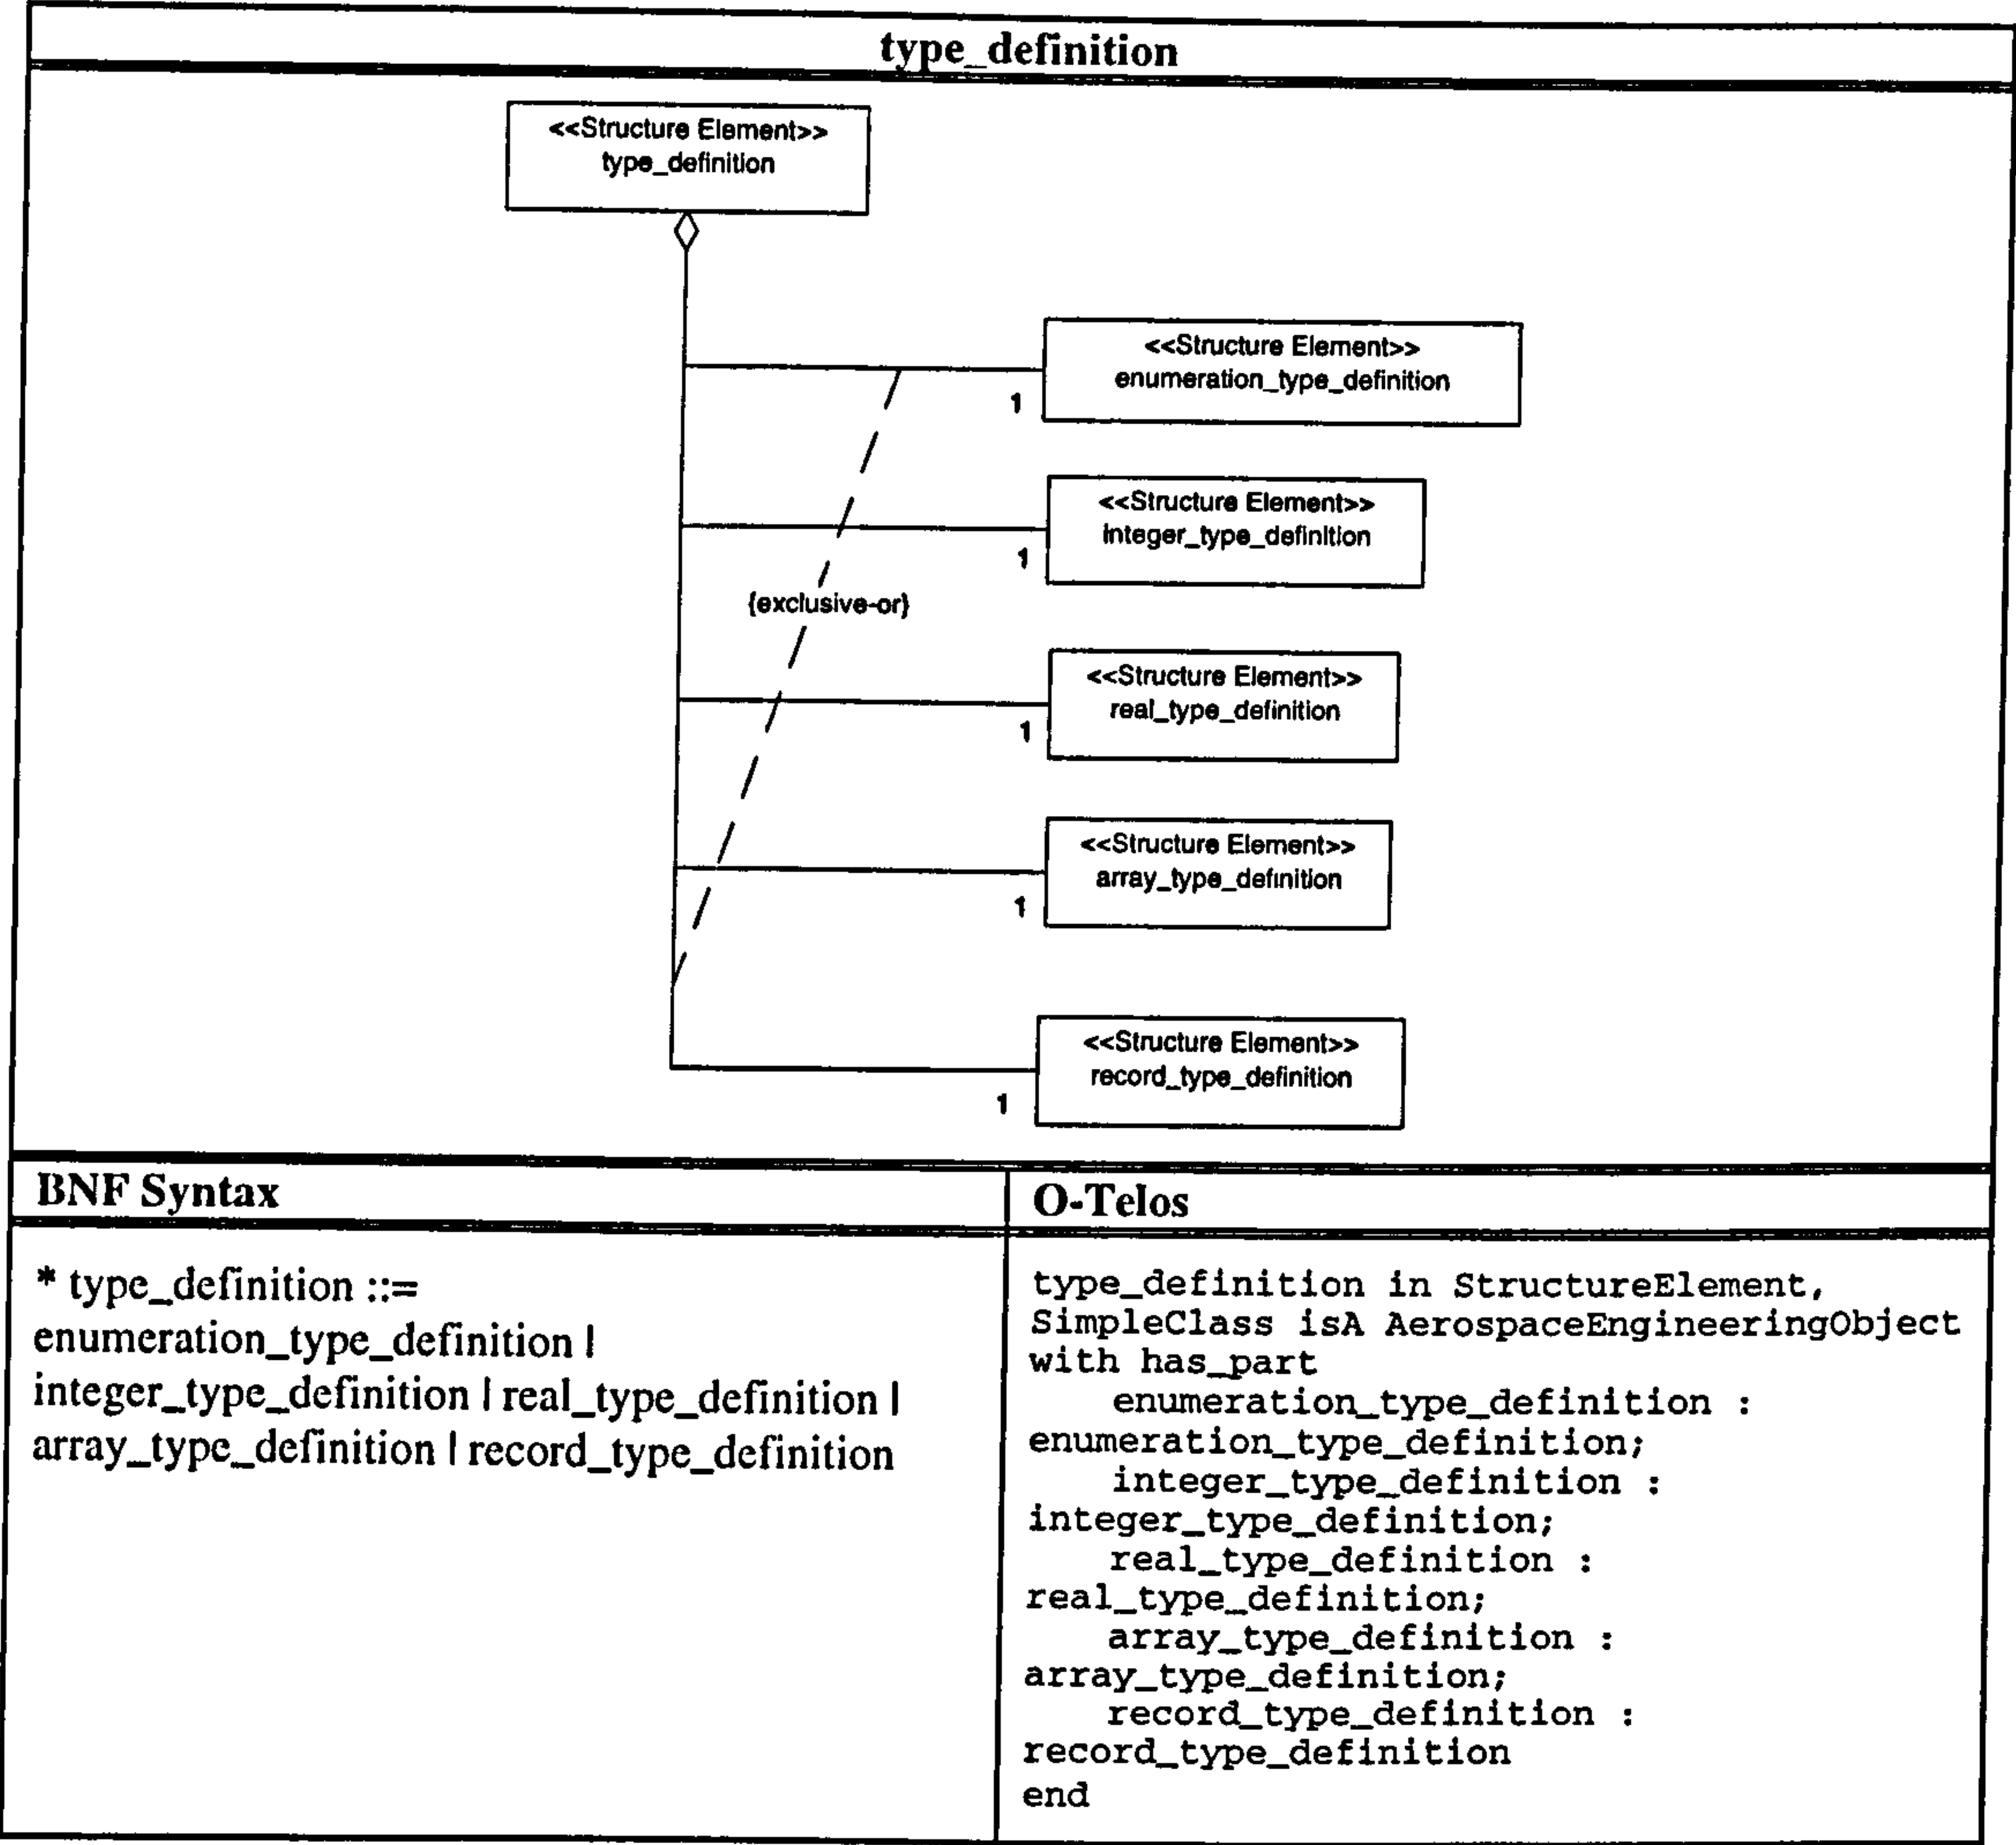 type_definition
<<Structure Element>>
type_definition
<<Structure Element>>
enumeration_type_definition
1
<<Structure Element>>
integer_type_definition
1
{exclusive-or}
<<Structure Element>>
real_type_definition
1
<<Structure Element>>
array_type_definition
1
<<Structure Element>>
record_type_definition
1
BNF Syntax
* type_definition ::=
enumeration_type_definition |
integer_type_definition | real_type_definition |
array_type_definition | record_type_definition
O-Telos
type_definition in StructureElement,
SimpleClass isA AerospaceEngineeringObject
with has_part
enumeration_type_definition :
enumeration_type_definition;
integer_type_definition :
integer_type_definition;
real_type_definition :
real_type_definition;
array_type_definition :
array_type_definition;
record_type_definition :
record_type_definition
end